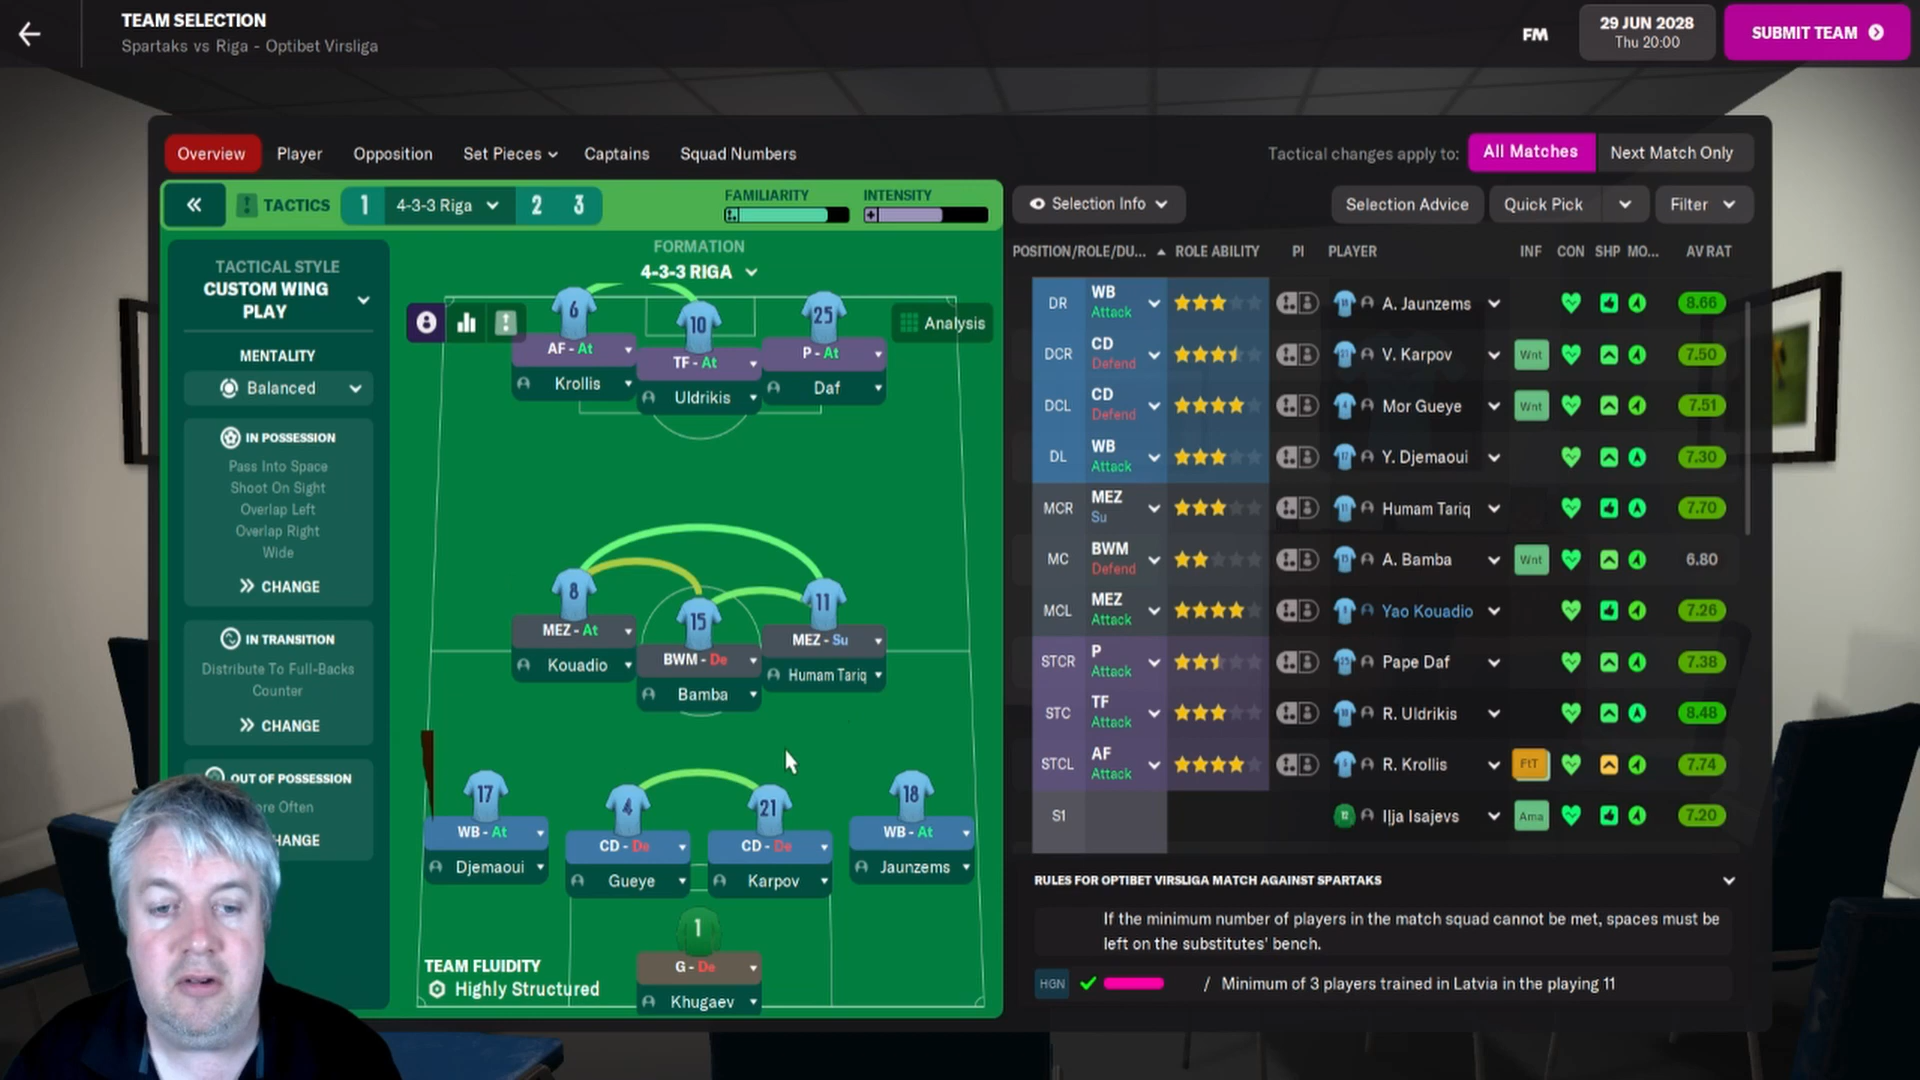 TEAM SELECTION
Spartaks vs Riga - Optibet Virsliga
FM
29 JUN 2028
Thu 20:00
SUBMIT TEAM
Overview
Player
Opposition
Set Pieces
Captains
Squad Numbers
Tactical changes apply to:
All Matches
Next Match Only
TACTICS
1
4-3-3 Riga
2
3
FAMILIARITY
INTENSITY
Selection Info
Selection Advice
Quick Pick
Filter
TACTICAL STYLE
CUSTOM WING
PLAY
MENTALITY
Balanced
IN POSSESSION
Pass Into Space
Shoot On Sight
Overlap Left
Overlap Right
Wide
CHANGE
IN TRANSITION
Distribute To Full-Backs
Counter
CHANGE
OUT OF POSSESSION
ore Often
HANGE
FORMATION
4-3-3 RIGA
Analysis
6
AF - At
Krollis
10
TF - At
Uldrikis
25
P - At
Daf
8
MEZ - At
Kouadio
15
BWM - De
Bamba
11
MEZ - Su
Humam Tariq
17
WB - At
Djemaoui
4
CD - De
Gueye
21
CD - De
Karpov
18
WB - At
Jaunzems
1
G - De
Khugaev
TEAM FLUIDITY
Highly Structured
POSITION/ROLE/DU... ROLE ABILITY PI PLAYER INF CON SHP MO... AV RAT
DR WB Attack A. Jaunzems 8.66
DCR CD Defend V. Karpov Wnt 7.50
DCL CD Defend Mor Gueye Wnt 7.51
DL WB Attack Y. Djemaoui 7.30
MCR MEZ Su Humam Tariq 7.70
MC BWM Defend A. Bamba Wnt 6.80
MCL MEZ Attack Yao Kouadio 7.26
STCR P Attack Pape Daf 7.38
STC TF Attack R. Uldrikis 8.48
STCL AF Attack R. Krollis FtT 7.74
S1 Ilja Isajevs Ama 7.20
RULES FOR OPTIBET VIRSLIGA MATCH AGAINST SPARTAKS
If the minimum number of players in the match squad cannot be met, spaces must be
left on the substitutes' bench.
HGN / Minimum of 3 players trained in Latvia in the playing 11